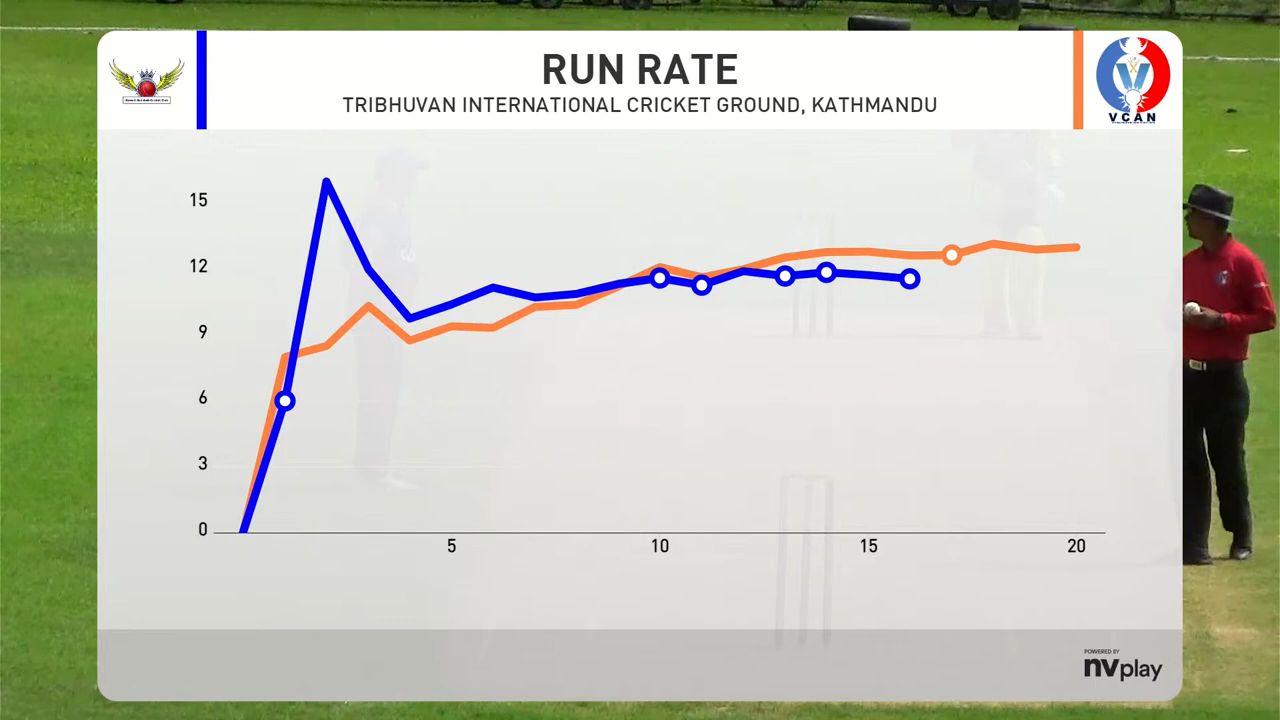 RUN RATE
TRIBHUVAN INTERNATIONAL CRICKET GROUND, KATHMANDU
VCAN
15
12
9
6
3
0
5 10 15 20
POWERED BY
nvplay